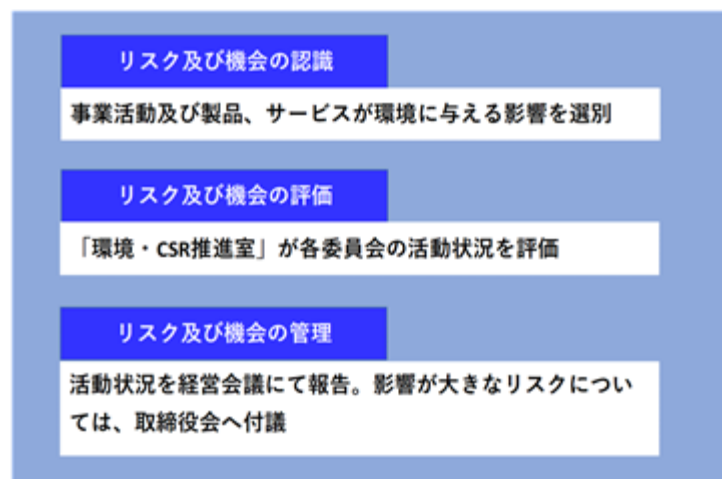 リスク及び機会の認識
事業活動及び製品、サービスが環境に与える影響を選別
リスク及び機会の評価
「環境・CSR推進室」が各委員会の活動状況を評価
リスク及び機会の管理
活動状況を経営会議にて報告。影響が大きなリスクについ
ては、取締役会へ付議